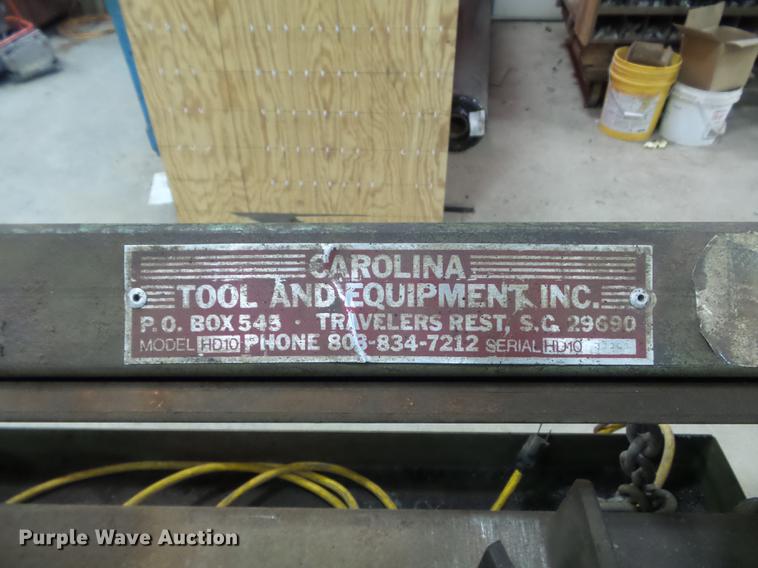 CAROLINA
TOOL AND EQUIPMENT, INC.
P.O. BOX 545 · TRAVELERS REST, S.C. 29690
MODEL HD10 PHONE 803-834-7212 SERIAL HD10
Purple Wave Auction